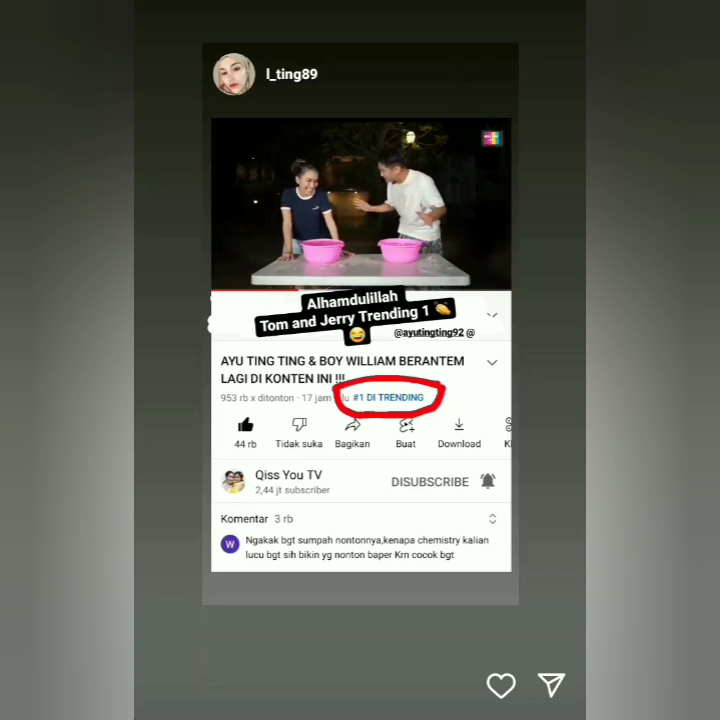 l_ting89
Alhamdulillah
Tom and Jerry Trending 1 👏
😅
@ayutingting92 @
AYU TING TING & BOY WILLIAM BERANTEM
LAGI DI KONTEN INI !!!
953 rb x ditonton · 17 jam lalu #1 DI TRENDING
44 rb Tidak suka Bagikan Buat Download
Qiss You TV
2,44 jt subscriber
DISUBSCRIBE
Komentar 3 rb
W
Ngakak bgt sumpah nontonnya,kenapa chemistry kalian
lucu bgt sih bikin yg nonton baper Krn cocok bgt